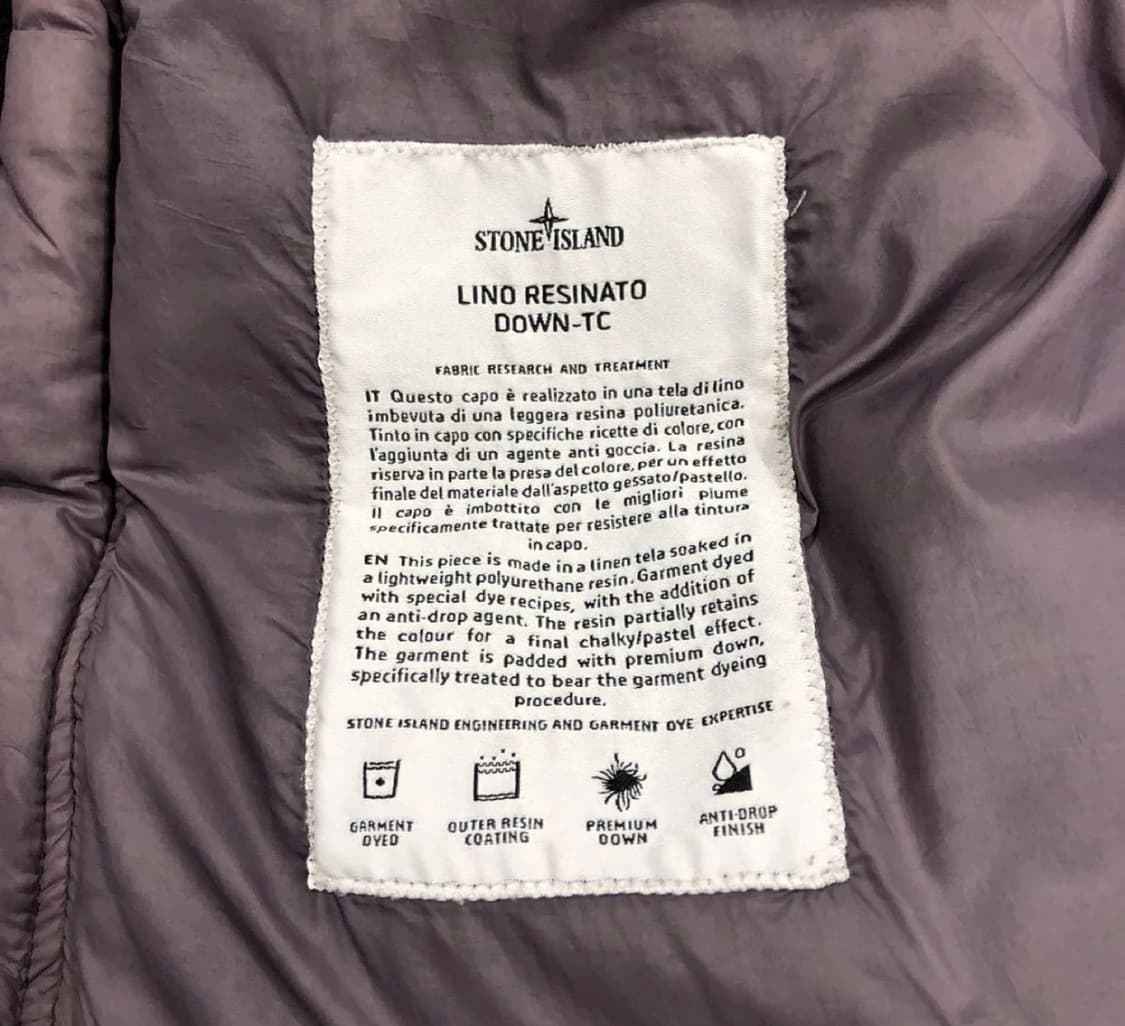 STONE ISLAND
LINO RESINATO
DOWN-TC
FABRIC RESEARCH AND TREATMENT
IT Questo capo è realizzato in una tela di lino
imbevuta di una leggera resina poliuretanica.
Tinto in capo con specifiche ricette di colore, con
l'aggiunta di un agente anti goccia. La resina
riserva in parte la presa del colore, per un effetto
finale del materiale dall'aspetto gessato/pastello.
Il capo è imbottito con le migliori piume
specificamente trattate per resistere alla tintura
in capo.
EN This piece is made in a linen tela soaked in
a lightweight polyurethane resin. Garment dyed
with special dye recipes, with the addition of
an anti-drop agent. The resin partially retains
the colour for a final chalky/pastel effect.
The garment is padded with premium down,
specifically treated to bear the garment dyeing
procedure.
STONE ISLAND ENGINEERING AND GARMENT DYE EXPERTISE
GARMENT DYED
OUTER RESIN COATING
PREMIUM DOWN
ANTI-DROP FINISH